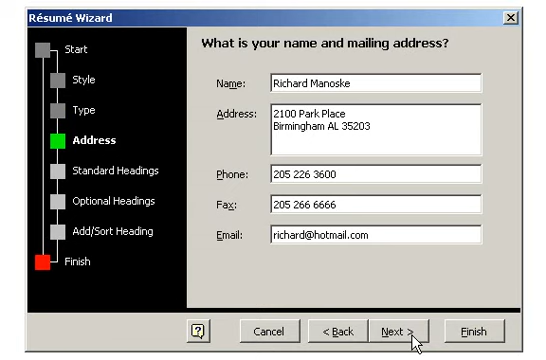 Résumé Wizard
Start
Style
Type
Address
Standard Headings
Optional Headings
Add/Sort Heading
Finish
What is your name and mailing address?
Name: Richard Manoske
Address: 2100 Park Place
Birmingham AL 35203
Phone: 205 226 3600
Fax: 205 266 6666
Email: richard@hotmail.com
? Cancel < Back Next > Finish